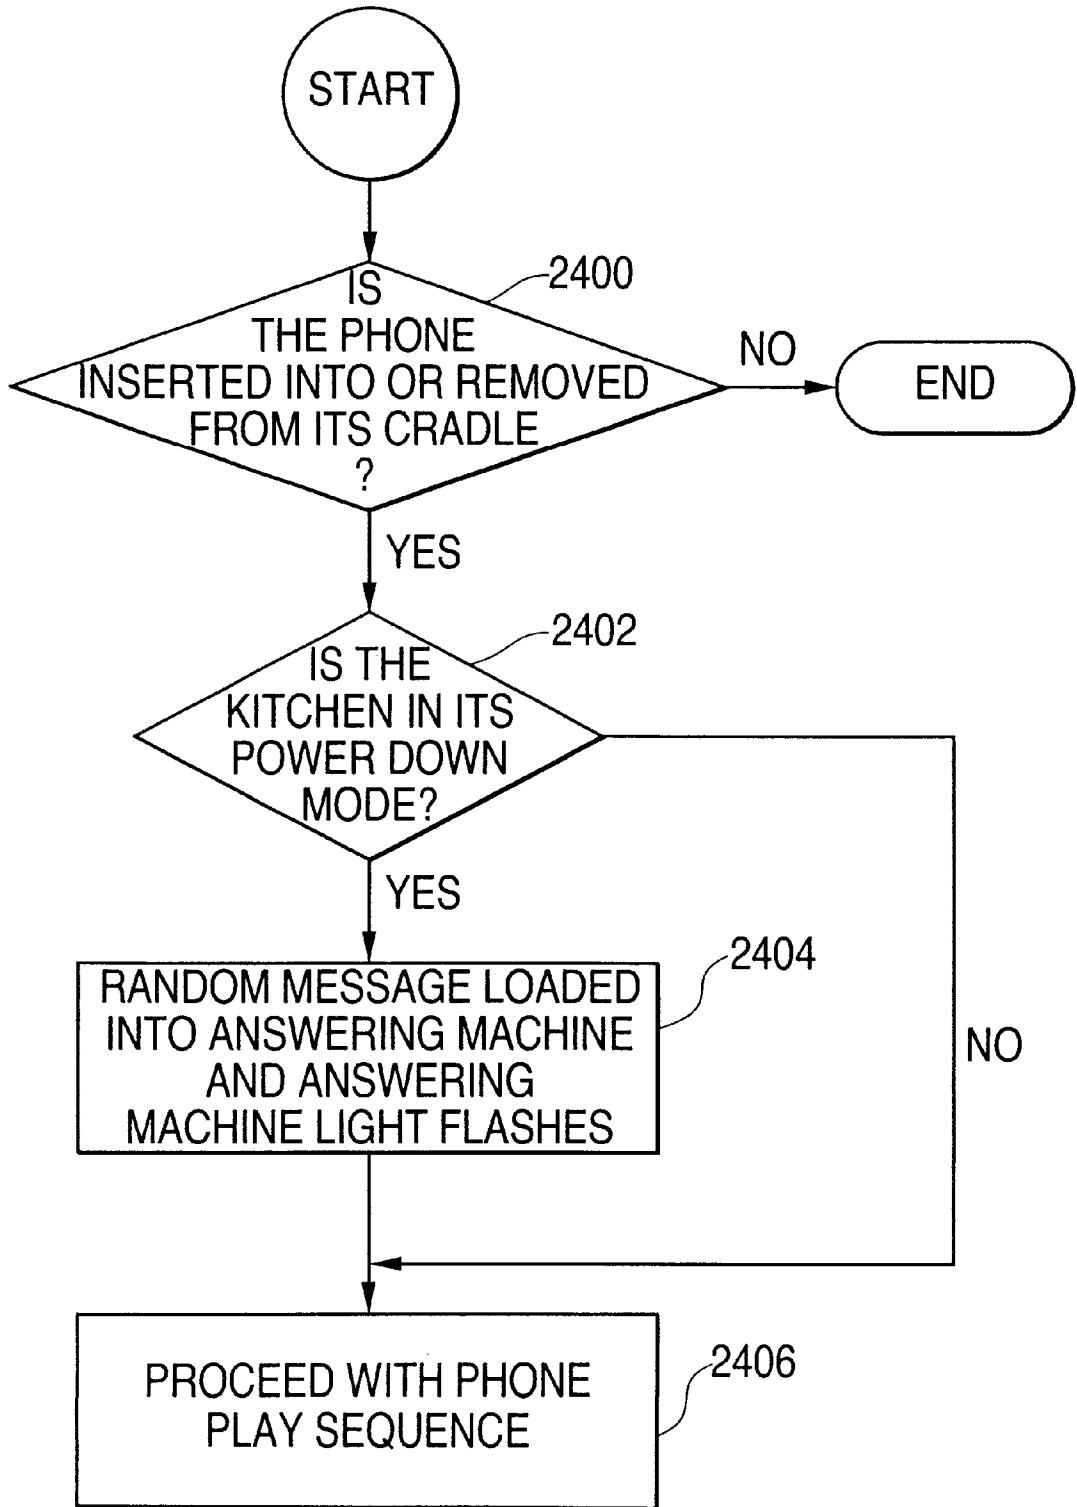 START
2400
IS
THE PHONE
INSERTED INTO OR REMOVED
FROM ITS CRADLE
?
NO
END
YES
2402
IS THE
KITCHEN IN ITS
POWER DOWN
MODE?
YES
NO
2404
RANDOM MESSAGE LOADED
INTO ANSWERING MACHINE
AND ANSWERING
MACHINE LIGHT FLASHES
2406
PROCEED WITH PHONE
PLAY SEQUENCE